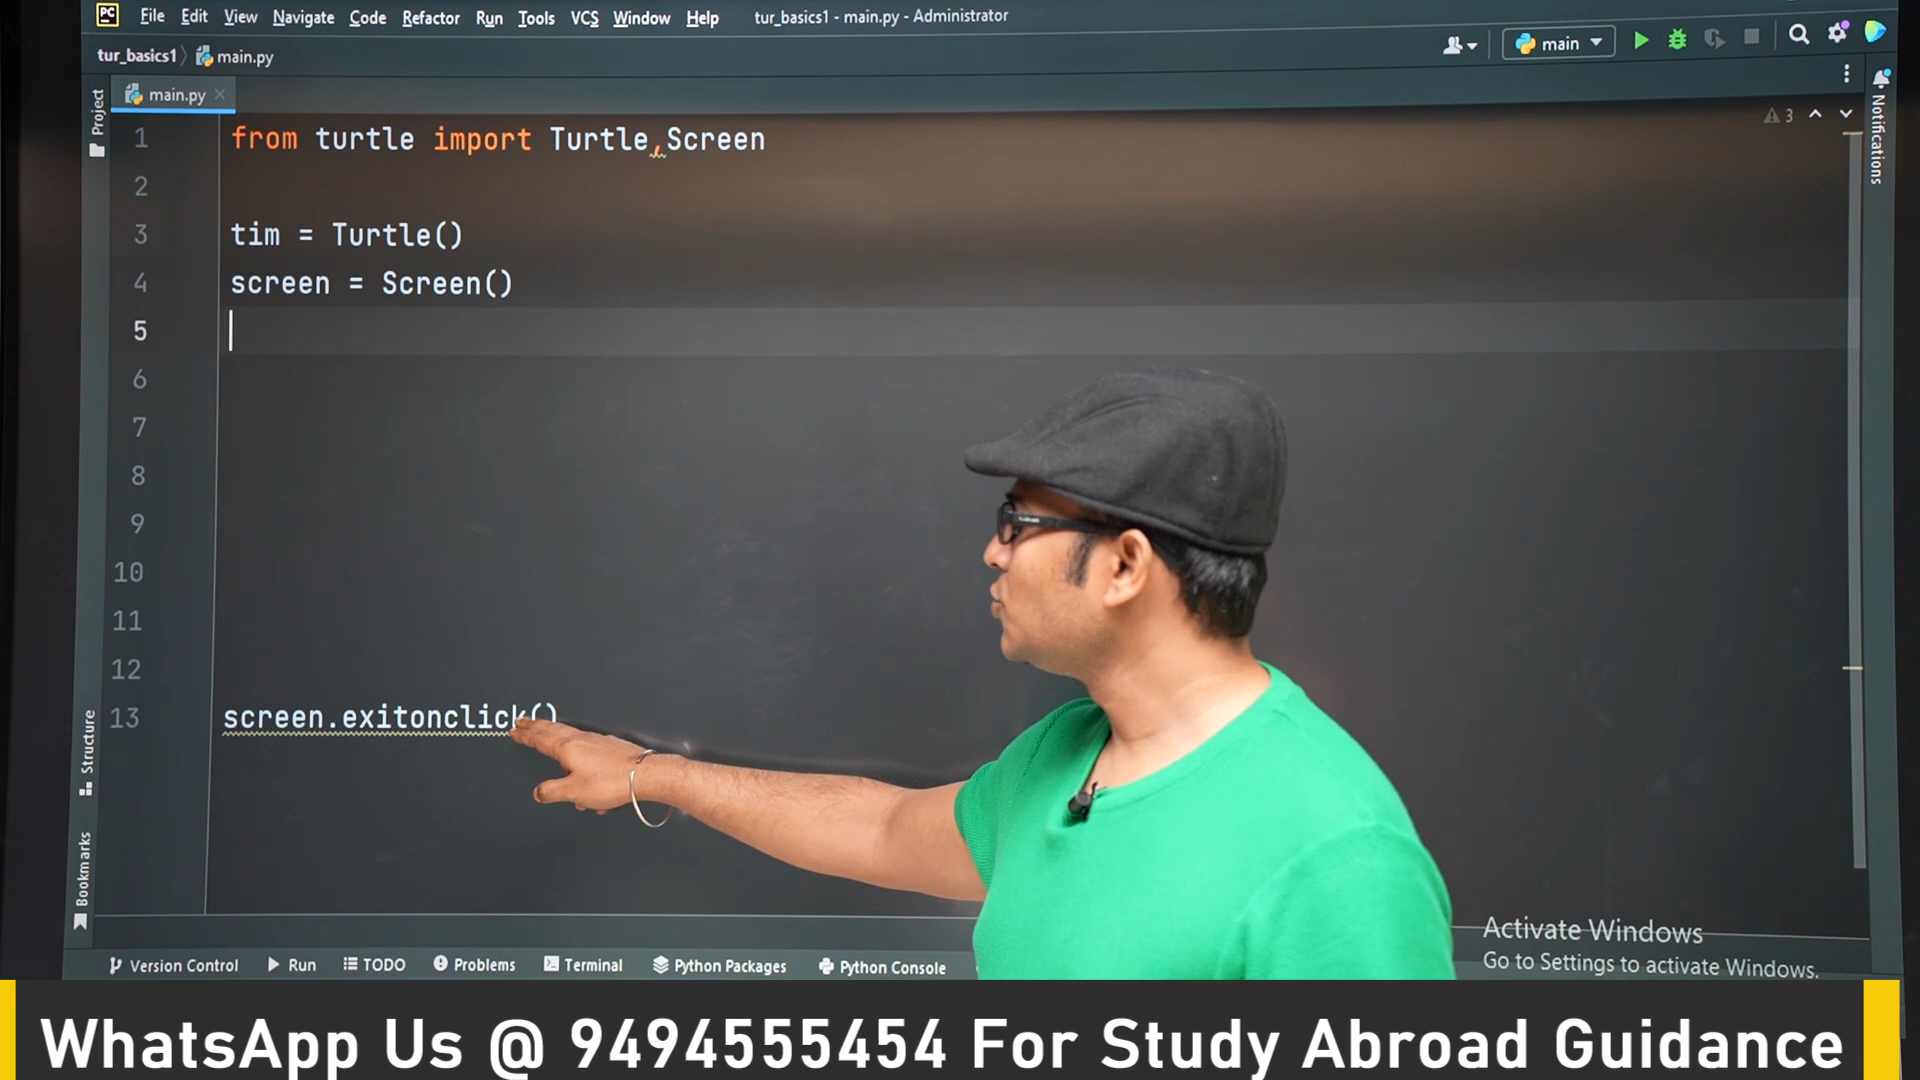 PC File Edit View Navigate Code Refactor Run Tools VCS Window Help tur_basics1 - main.py - Administrator
tur_basics1 main.py main
main.py
Project
Notifications
3
1 from turtle import Turtle,Screen
2
3 tim = Turtle()
4 screen = Screen()
5
6
7
8
9
10
11
12
13 screen.exitonclick()
Structure
Bookmarks
Activate Windows
Go to Settings to activate Windows.
Version Control Run TODO Problems Terminal Python Packages Python Console
WhatsApp Us @ 9494555454 For Study Abroad Guidance